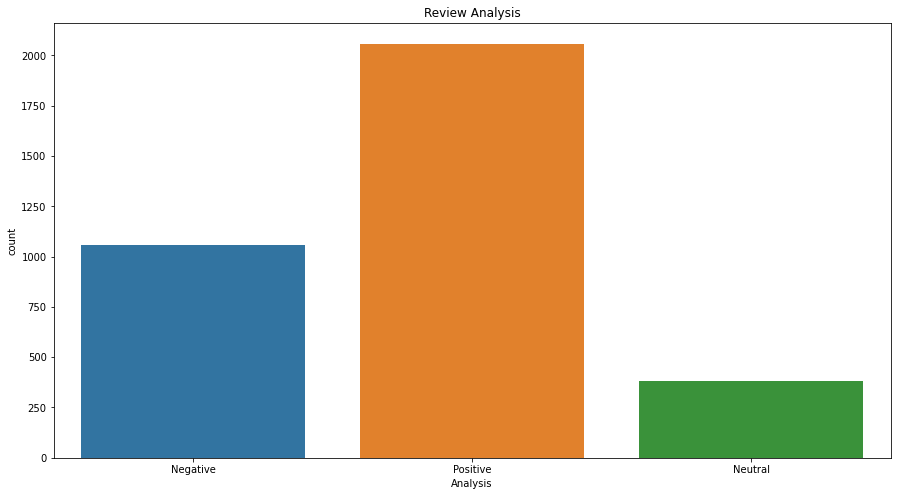 Review Analysis
2000
1750
1500
1250
1000
750
500
250
0
count
Negative
Positive
Neutral
Analysis